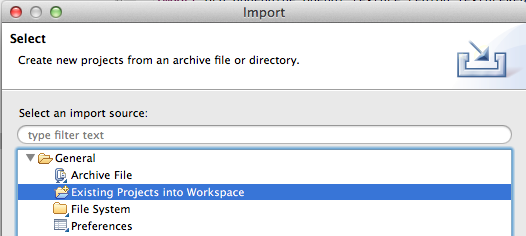 Import
Select
Create new projects from an archive file or directory.
Select an import source:
type filter text
General
Archive File
Existing Projects into Workspace
File System
Preferences